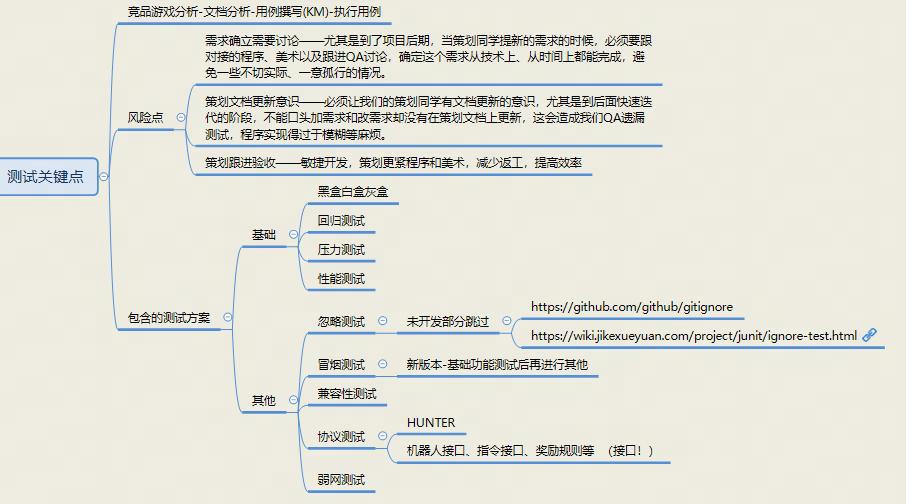 竞品游戏分析-文档分析-用例撰写(KM)-执行用例
需求确立需要讨论——尤其是到了项目后期，当策划同学提新的需求的时候，必须要跟
对接的程序、美术以及跟进QA讨论，确定这个需求从技术上、从时间上都能完成，避
免一些不切实际、一意孤行的情况。
风险点
策划文档更新意识——必须让我们的策划同学有文档更新的意识，尤其是到后面快速迭
代的阶段，不能口头加需求和改需求却没有在策划文档上更新，这会造成我们QA遗漏
测试，程序实现得过于模糊等麻烦。
策划跟进验收——敏捷开发，策划更紧程序和美术，减少返工，提高效率
测试关键点
包含的测试方案
基础
黑盒白盒灰盒
回归测试
压力测试
性能测试
其他
忽略测试
未开发部分跳过
https://github.com/github/gitignore
https://wiki.jikexueyuan.com/project/junit/ignore-test.html
冒烟测试
新版本-基础功能测试后再进行其他
兼容性测试
协议测试
HUNTER
机器人接口、指令接口、奖励规则等 （接口！）
弱网测试